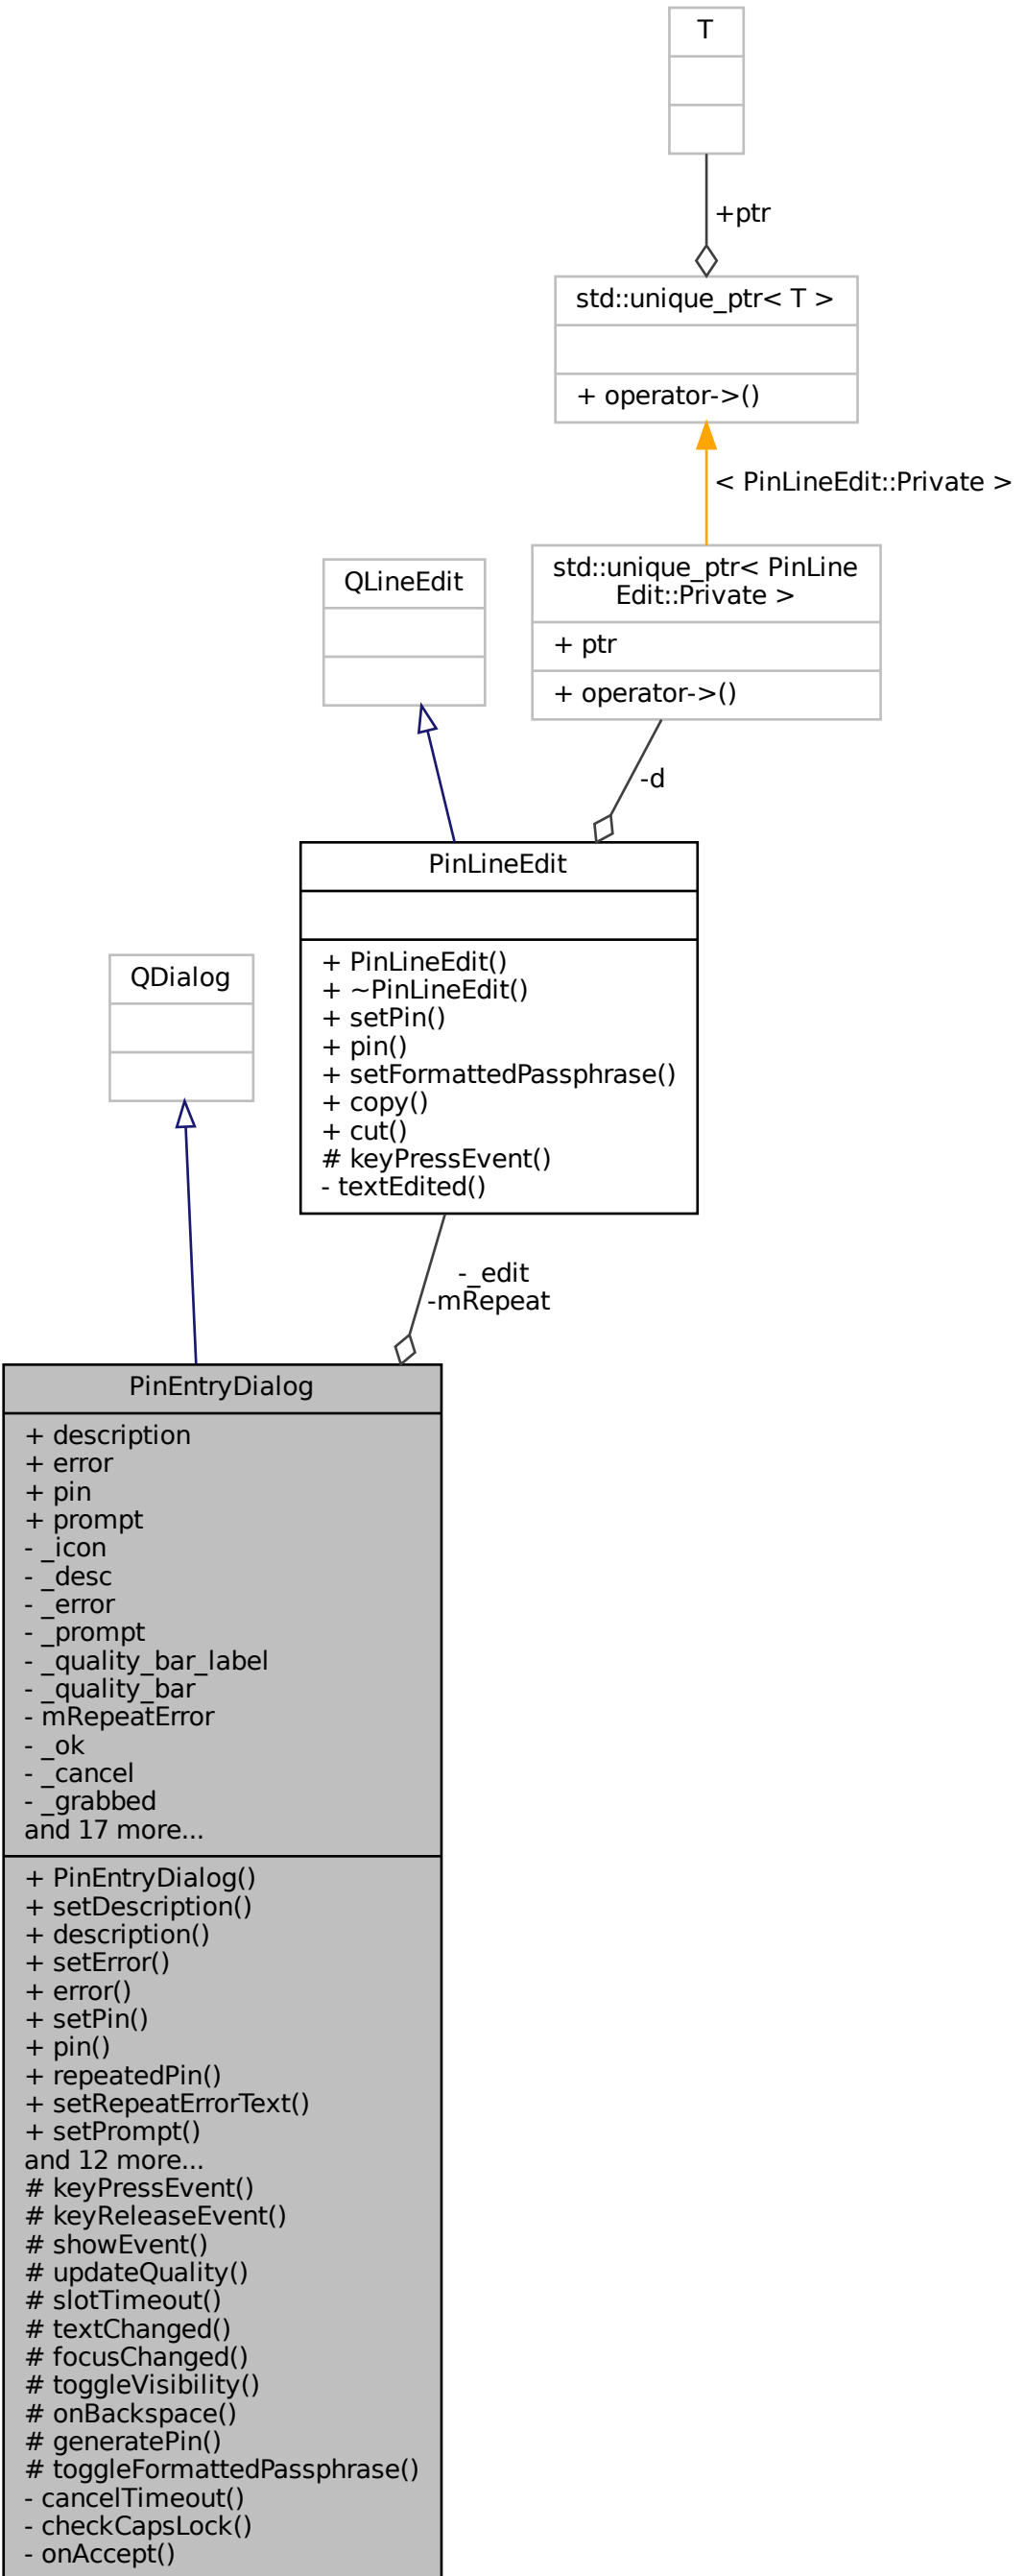 T
+ptr
std::unique_ptr< T >
+ operator->()
< PinLineEdit::Private >
std::unique_ptr< PinLine
Edit::Private >
+ ptr
+ operator->()
QLineEdit
-d
PinLineEdit
+ PinLineEdit()
+ ~PinLineEdit()
+ setPin()
+ pin()
+ setFormattedPassphrase()
+ copy()
+ cut()
# keyPressEvent()
- textEdited()
QDialog
-_edit
-mRepeat
PinEntryDialog
+ description
+ error
+ pin
+ prompt
- _icon
- _desc
- _error
- _prompt
- _quality_bar_label
- _quality_bar
- mRepeatError
- _ok
- _cancel
- _grabbed
and 17 more...
+ PinEntryDialog()
+ setDescription()
+ description()
+ setError()
+ error()
+ setPin()
+ pin()
+ repeatedPin()
+ setRepeatErrorText()
+ setPrompt()
and 12 more...
# keyPressEvent()
# keyReleaseEvent()
# showEvent()
# updateQuality()
# slotTimeout()
# textChanged()
# focusChanged()
# toggleVisibility()
# onBackspace()
# generatePin()
# toggleFormattedPassphrase()
- cancelTimeout()
- checkCapsLock()
- onAccept()